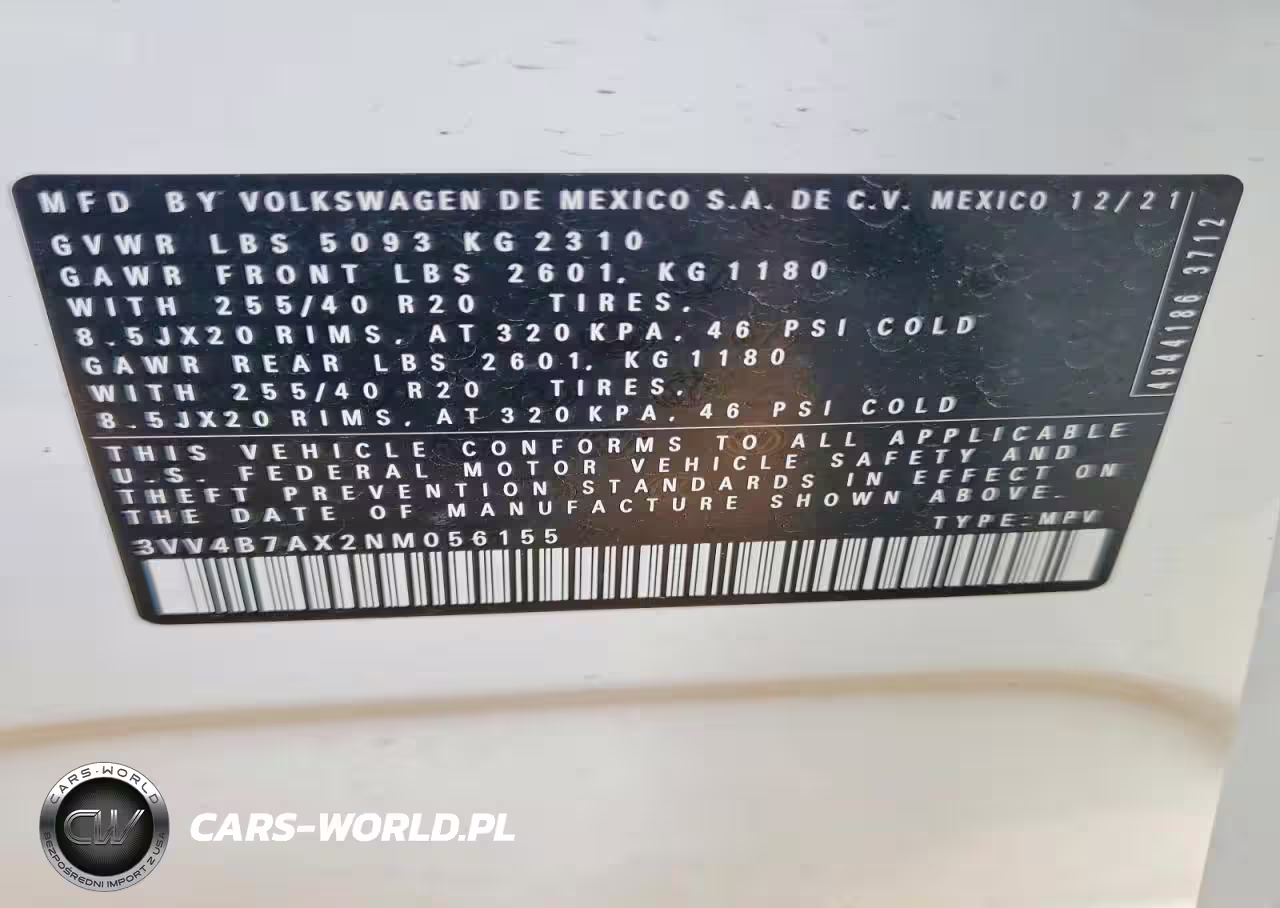 MFD BY VOLKSWAGEN DE MEXICO S.A. DE C.V. MEXICO 12/21
GVWR LBS 5093 KG 2310
GAWR FRONT LBS 2601. KG 1180
WITH 255/40 R20 TIRES.
8.5JX20 RIMS. AT 320 KPA. 46 PSI COLD
GAWR REAR LBS 2601. KG 1180
WITH 255/40 R20 TIRES.
8.5JX20 RIMS. AT 320 KPA. 46 PSI COLD
4944186 3712
THIS VEHICLE CONFORMS TO ALL APPLICABLE
U.S. FEDERAL MOTOR VEHICLE SAFETY AND
THEFT PREVENTION STANDARDS IN EFFECT ON
THE DATE OF MANUFACTURE SHOWN ABOVE.
TYPE:MPV
3VV4B7AX2NM056155
CARS-WORLD
CW
BEZPOŚREDNI IMPORT Z USA
CARS-WORLD.PL